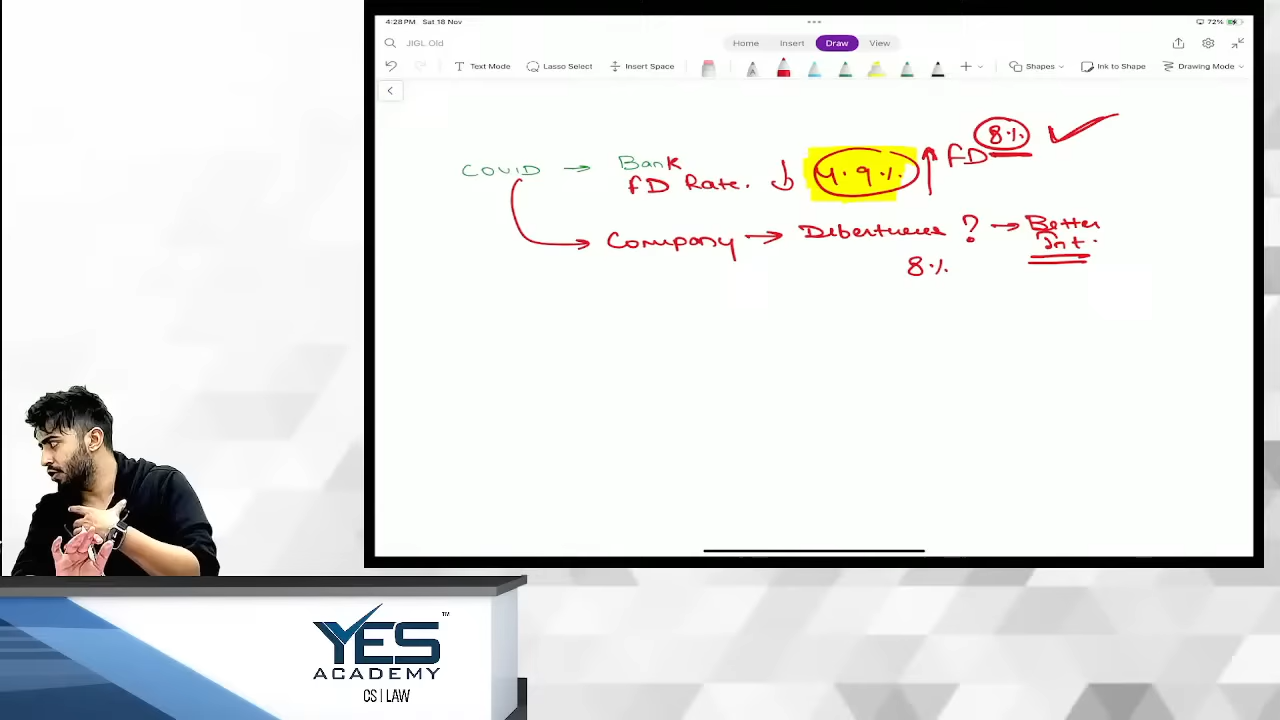 4:28 PM Sat 18 Nov
72%
JIGL Old
Home Insert Draw View
Text Mode Lasso Select Insert Space Shapes Ink to Shape Drawing Mode
COVID → Bank
FD Rate. ↓ 4.9% ↑ FD 8% ✓
Company → Debentures ? → Better
Int.
8%
YES
ACADEMY
CS | LAW
TM